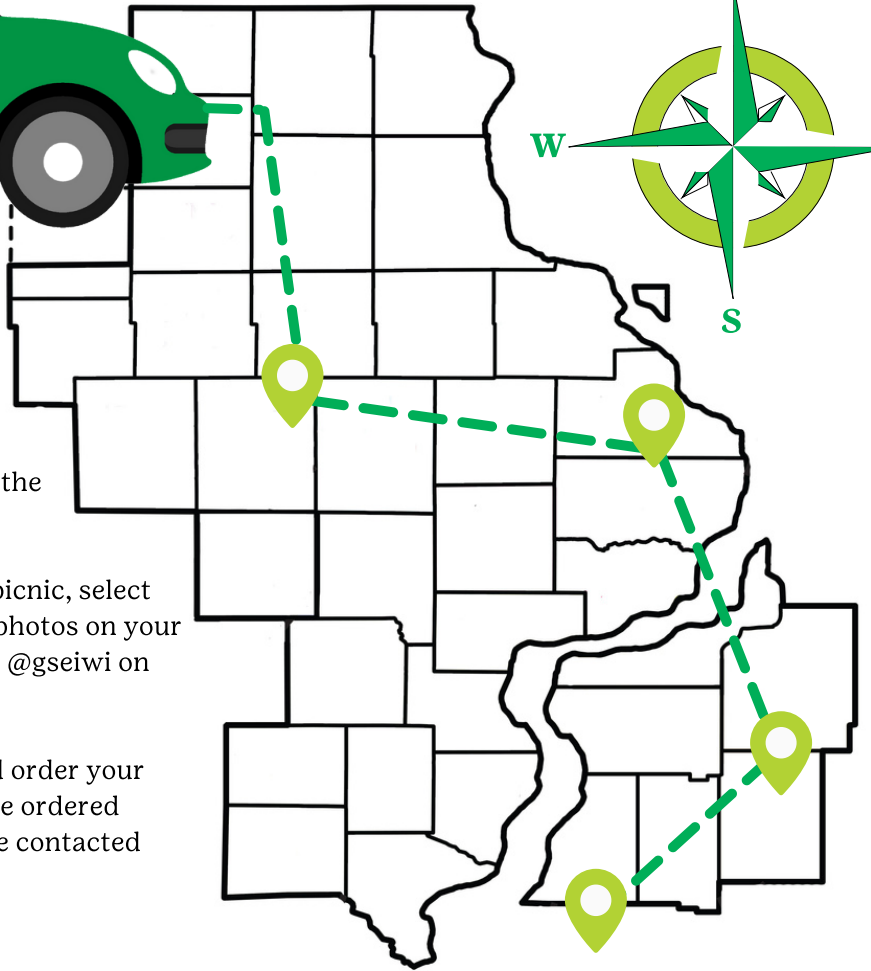 W
S
the
picnic, select
photos on your
@gseiwi on
order your
e ordered
e contacted